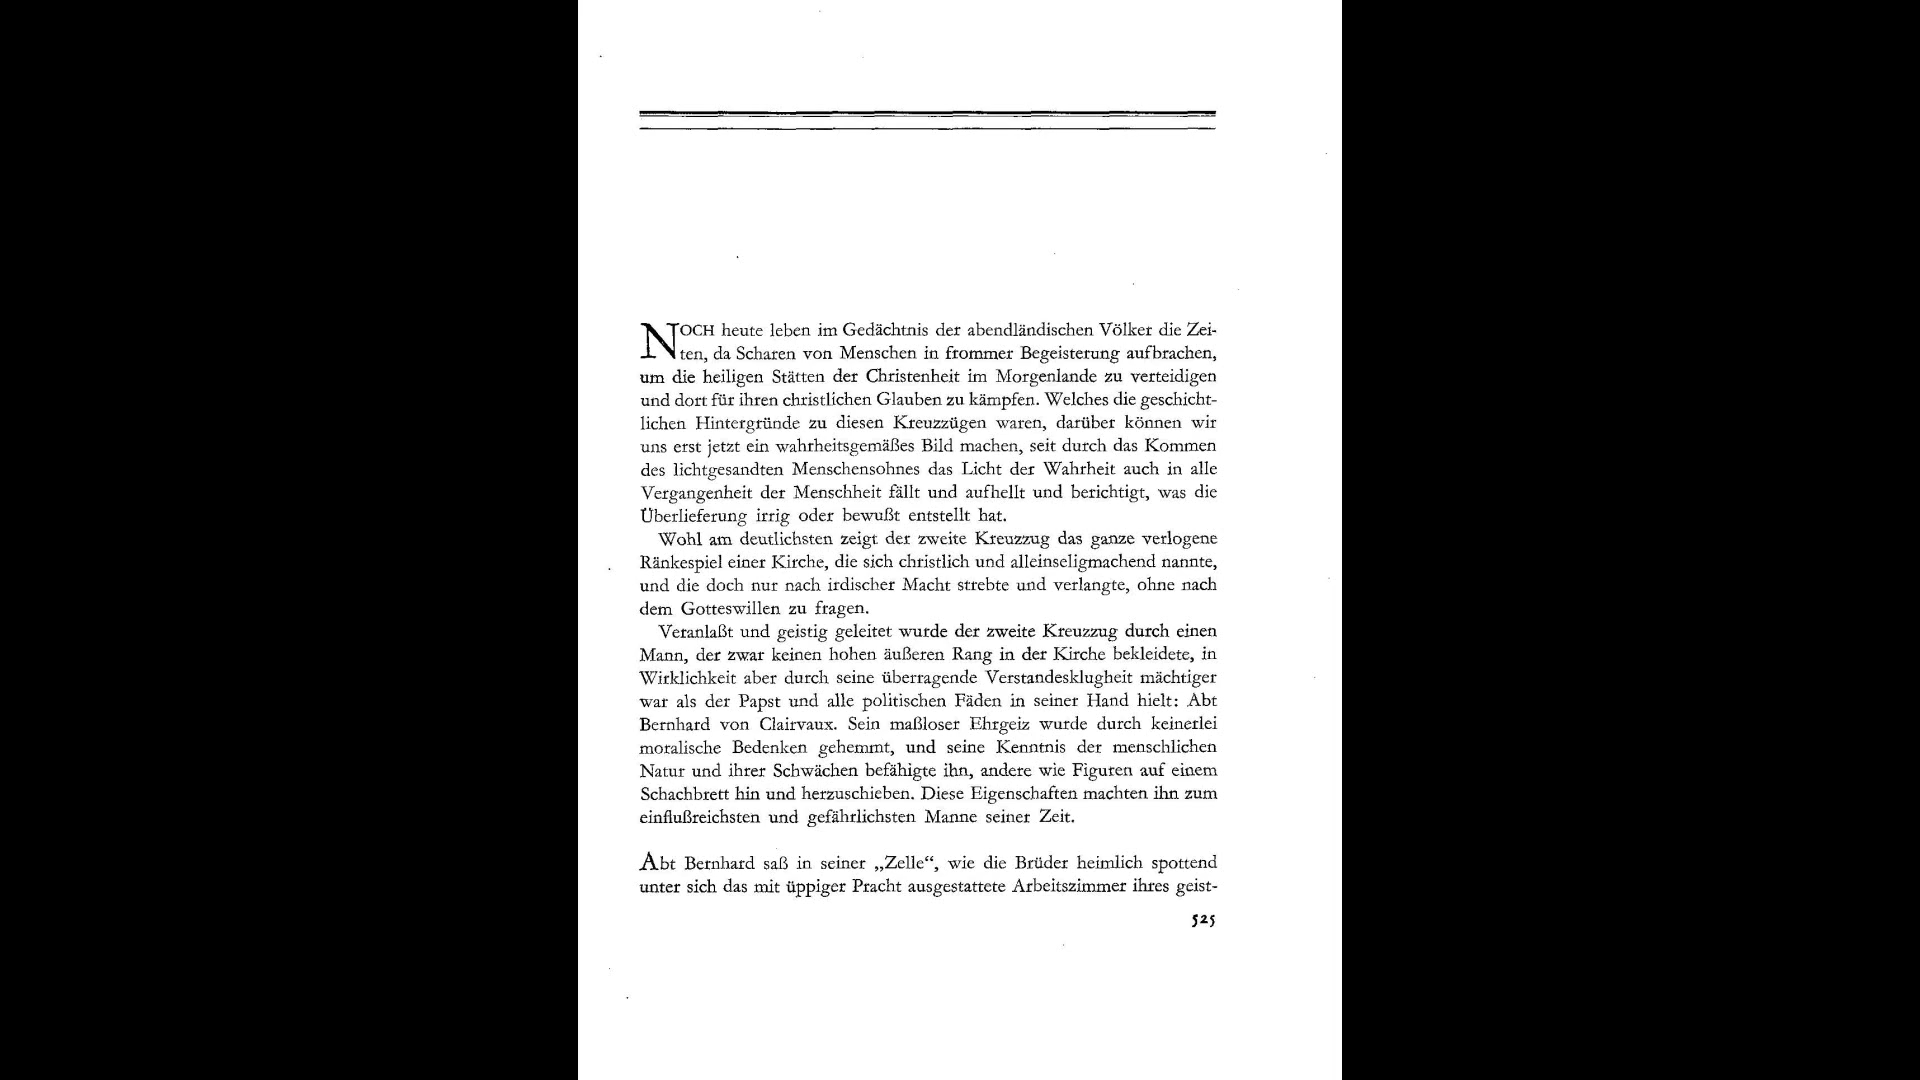 NOCH heute leben im Gedächtnis der abendländischen Völker die Zei-
ten, da Scharen von Menschen in frommer Begeisterung aufbrachen,
um die heiligen Stätten der Christenheit im Morgenlande zu verteidigen
und dort für ihren christlichen Glauben zu kämpfen. Welches die geschicht-
lichen Hintergründe zu diesen Kreuzzügen waren, darüber können wir
uns erst jetzt ein wahrheitsgemäßes Bild machen, seit durch das Kommen
des lichtgesandten Menschensohnes das Licht der Wahrheit auch in alle
Vergangenheit der Menschheit fällt und aufhellt und berichtigt, was die
Überlieferung irrig oder bewußt entstellt hat.
Wohl am deutlichsten zeigt der zweite Kreuzzug das ganze verlogene
Ränkespiel einer Kirche, die sich christlich und alleinseligmachend nannte,
und die doch nur nach irdischer Macht strebte und verlangte, ohne nach
dem Gotteswillen zu fragen.
Veranlaßt und geistig geleitet wurde der zweite Kreuzzug durch einen
Mann, der zwar keinen hohen äußeren Rang in der Kirche bekleidete, in
Wirklichkeit aber durch seine überragende Verstandesklugheit mächtiger
war als der Papst und alle politischen Fäden in seiner Hand hielt: Abt
Bernhard von Clairvaux. Sein maßloser Ehrgeiz wurde durch keinerlei
moralische Bedenken gehemmt, und seine Kenntnis der menschlichen
Natur und ihrer Schwächen befähigte ihn, andere wie Figuren auf einem
Schachbrett hin und herzuschieben. Diese Eigenschaften machten ihn zum
einflußreichsten und gefährlichsten Manne seiner Zeit.
Abt Bernhard saß in seiner „Zelle“, wie die Brüder heimlich spottend
unter sich das mit üppiger Pracht ausgestattete Arbeitszimmer ihres geist-
525